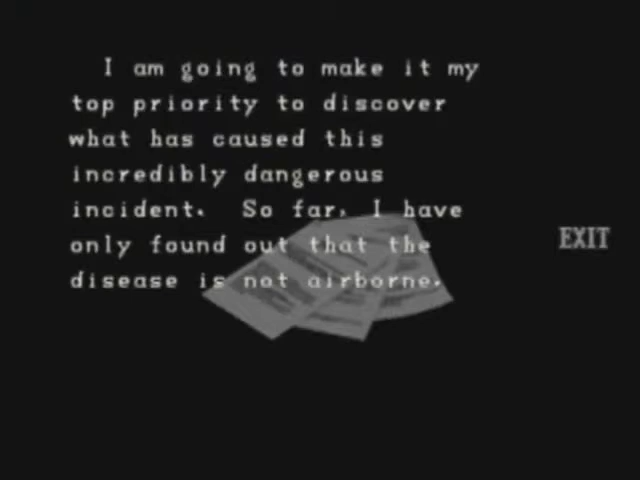 I am going to make it my
top priority to discover
what has caused this
incredibly dangerous
incident. So far, I have
only found out that the
disease is not airborne.
EXIT